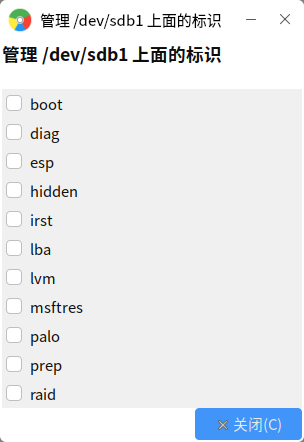 管理 /dev/sdb1 上面的标识
管理 /dev/sdb1 上面的标识
boot
diag
esp
hidden
irst
lba
lvm
msftres
palo
prep
raid
关闭(C)